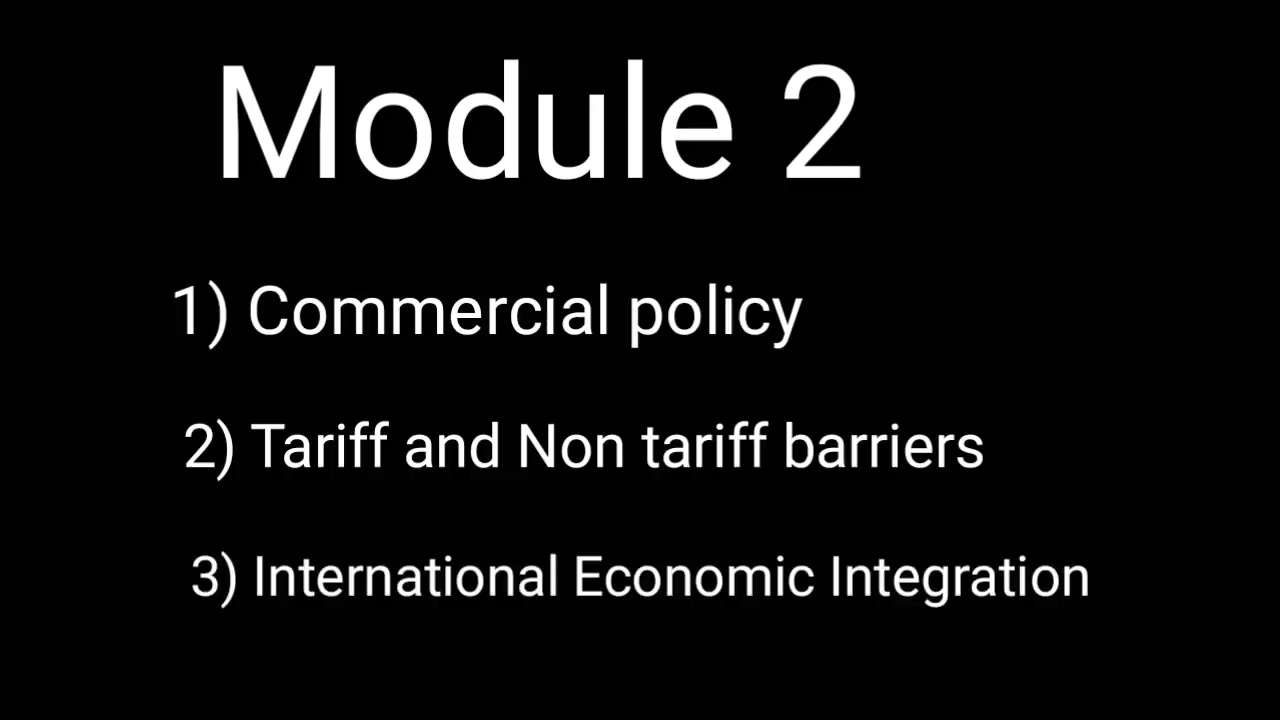 Module 2
1) Commercial policy
2) Tariff and Non tariff barriers
3) International Economic Integration